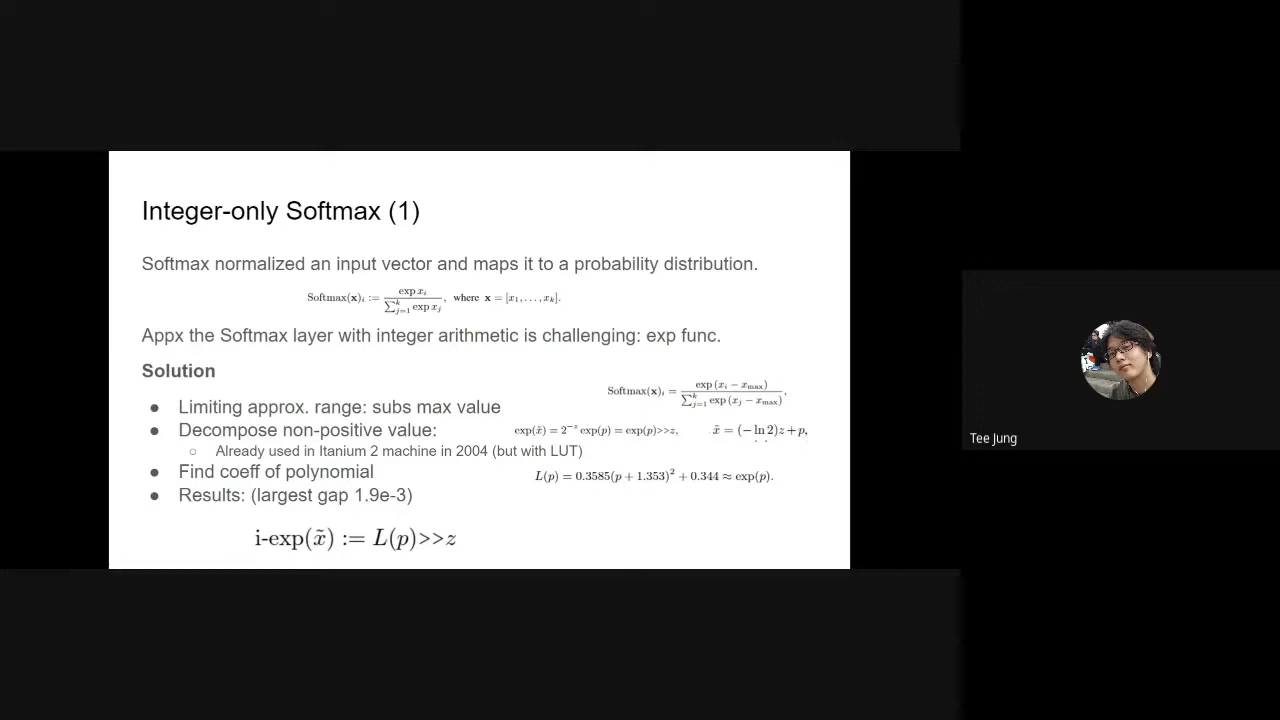 Integer-only Softmax (1)
Softmax normalized an input vector and maps it to a probability distribution.
Softmax(x)_i := exp x_i / ∑_{j=1}^{k} exp x_j, where x = [x_1, . . . , x_k].
Appx the Softmax layer with integer arithmetic is challenging: exp func.
Solution
Softmax(x)_i = exp (x_i − x_max) / ∑_{j=1}^{k} exp (x_j − x_max),
● Limiting approx. range: subs max value
● Decompose non-positive value: exp(x̃) = 2^{−z} exp(p) = exp(p)>>z, x̃ = (− ln 2)z + p,
○ Already used in Itanium 2 machine in 2004 (but with LUT)
● Find coeff of polynomial L(p) = 0.3585(p + 1.353)^2 + 0.344 ≈ exp(p).
● Results: (largest gap 1.9e-3)
i-exp(x̃) := L(p)>>z
Tee Jung